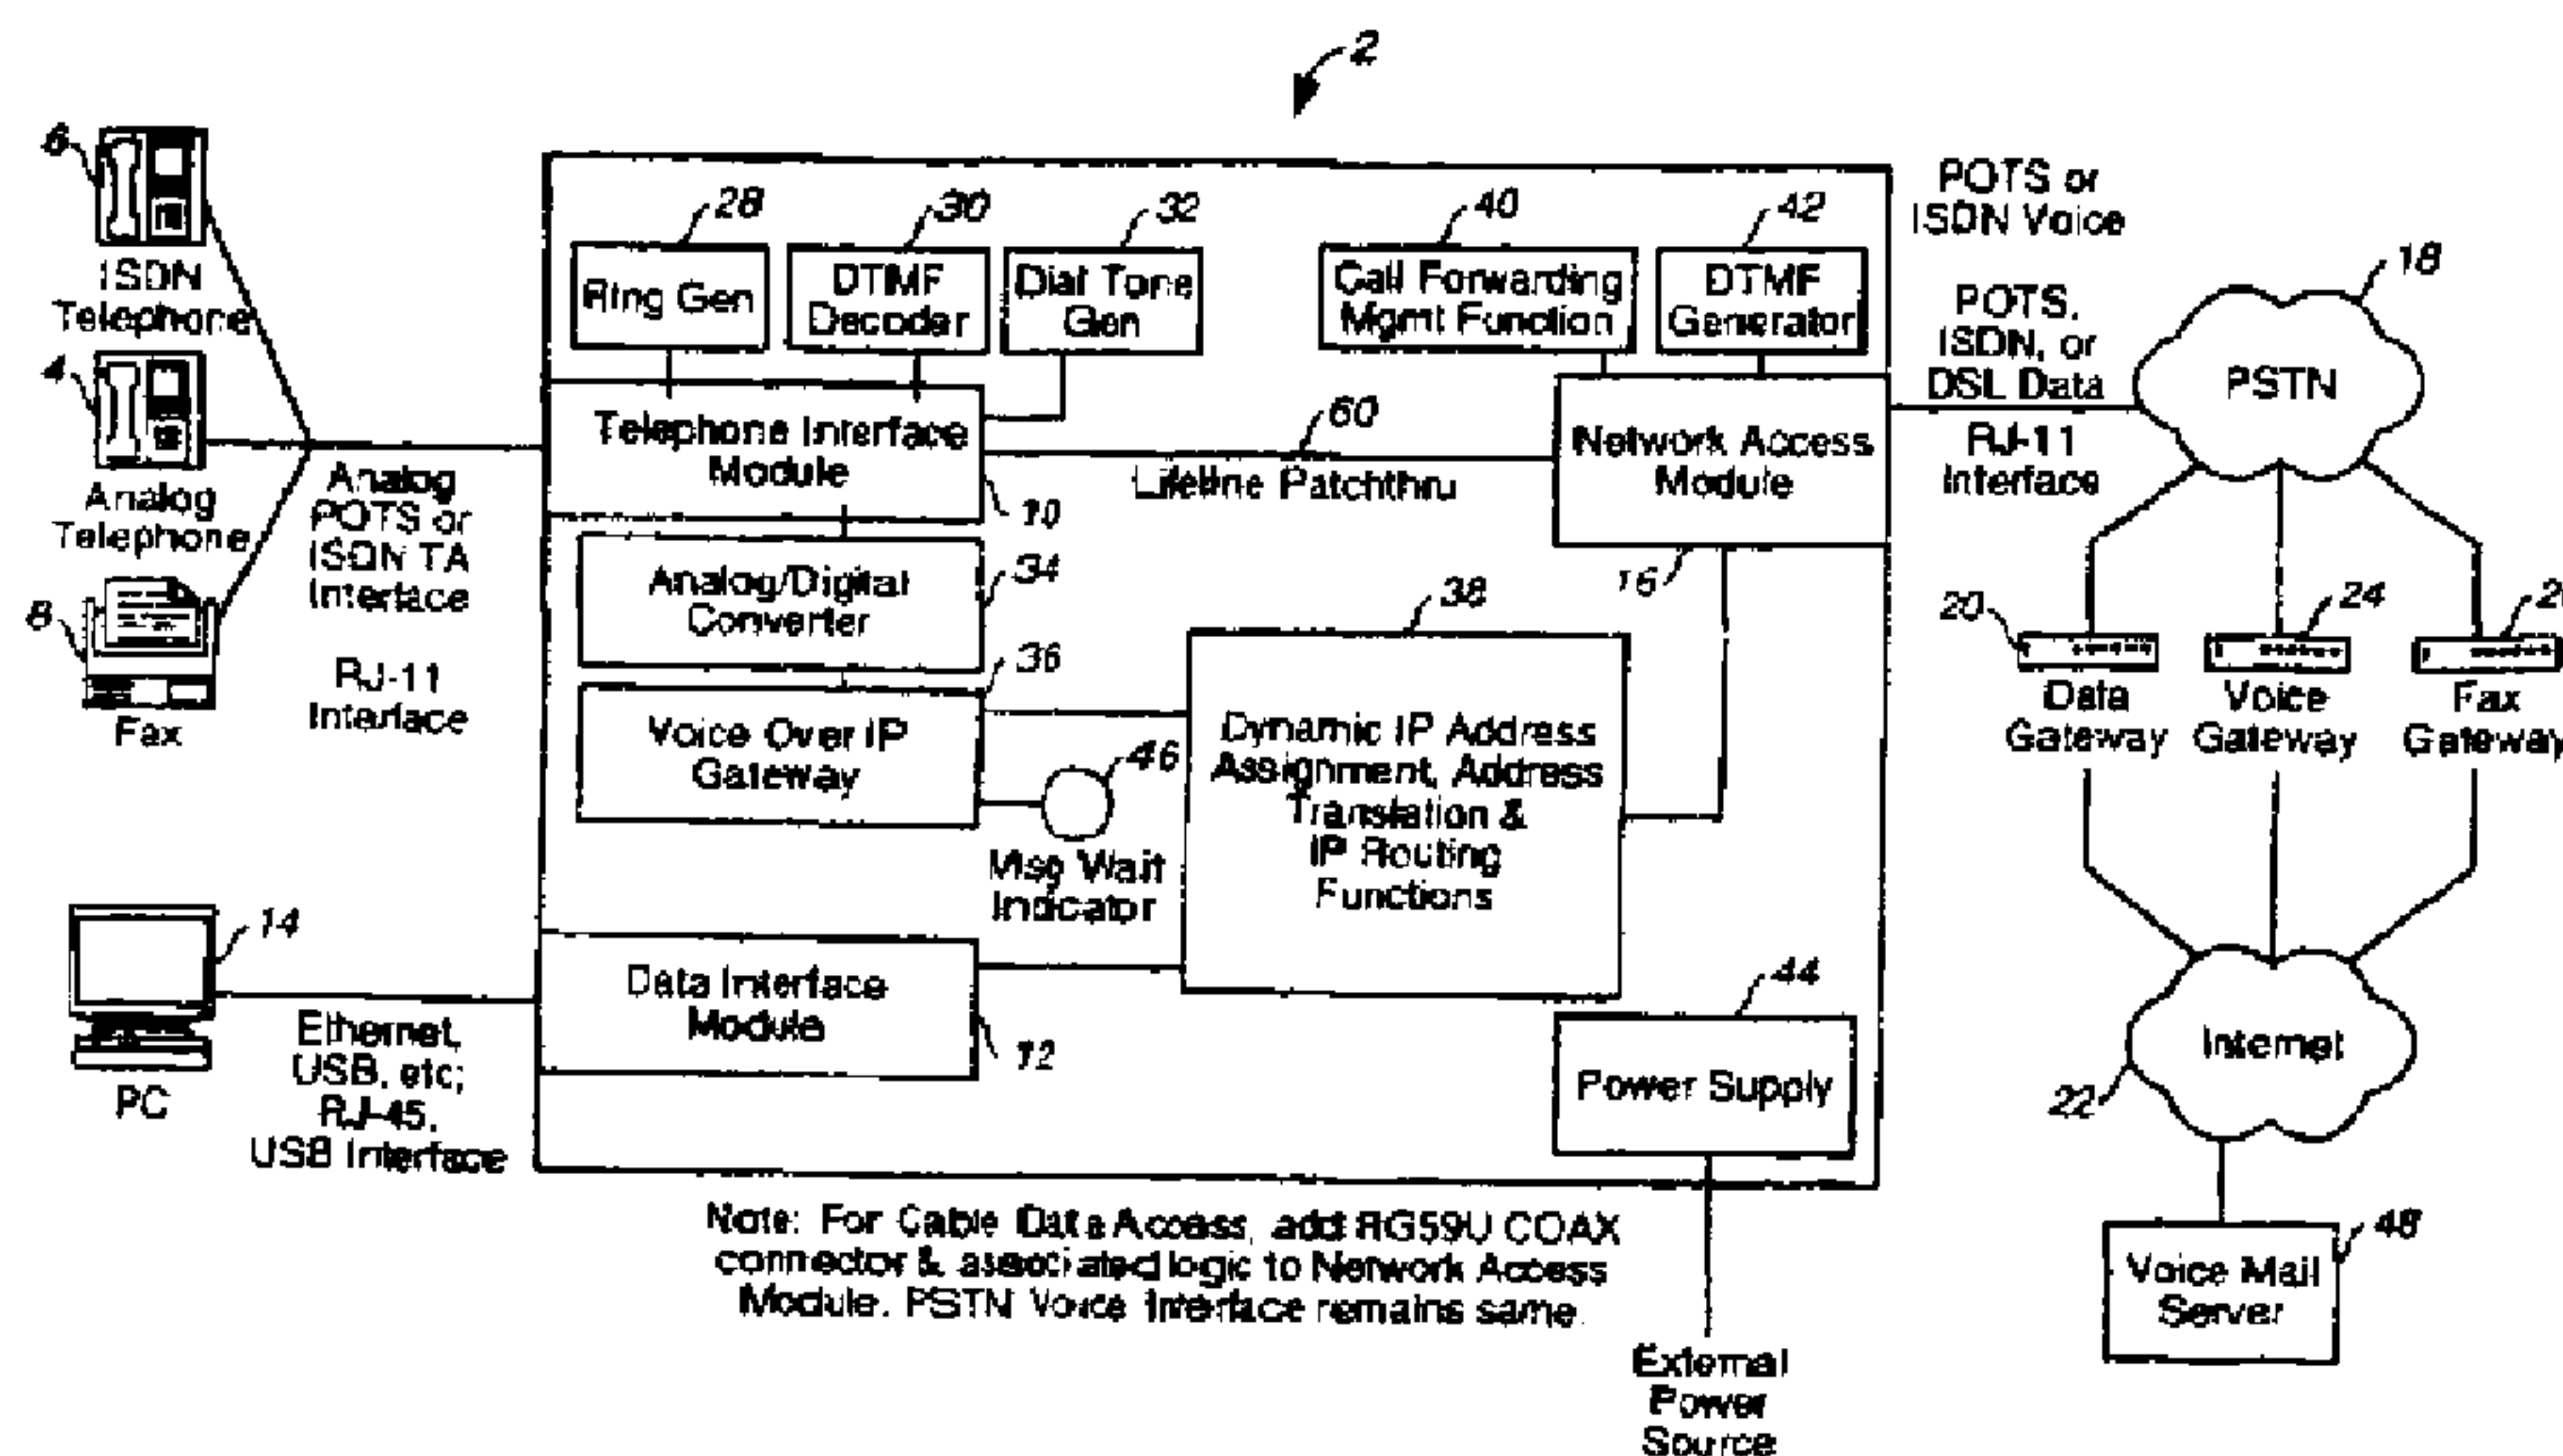 2
6
ISDN
Telephone
4
Analog
Telephone
8
Fax
Analog
POTS or
ISDN TA
Interface
RJ-11
Interface
14
PC
Ethernet,
USB, etc;
RJ-45,
USB Interface
28
Ring Gen
30
DTMF
Decoder
32
Dial Tone
Gen
40
Call Forwarding
Mgmt Function
42
DTMF
Generator
Telephone Interface
Module
10
60
Lifeline Patchthru
Network Access
Module
16
Analog/Digital
Converter
34
Voice Over IP
Gateway
36
46
Msg Wait
Indicator
38
Dynamic IP Address
Assignment, Address
Translation &
IP Routing
Functions
Data Interface
Module
12
44
Power Supply
External
Power
Source
Note: For Cable Data Access, add RG59U COAX
connector & associated logic to Network Access
Module. PSTN Voice Interface remains same.
POTS or
ISDN Voice
POTS,
ISDN, or
DSL Data
RJ-11
Interface
18
PSTN
20
Data
Gateway
24
Voice
Gateway
Fax
Gateway
Internet
22
48
Voice Mail
Server